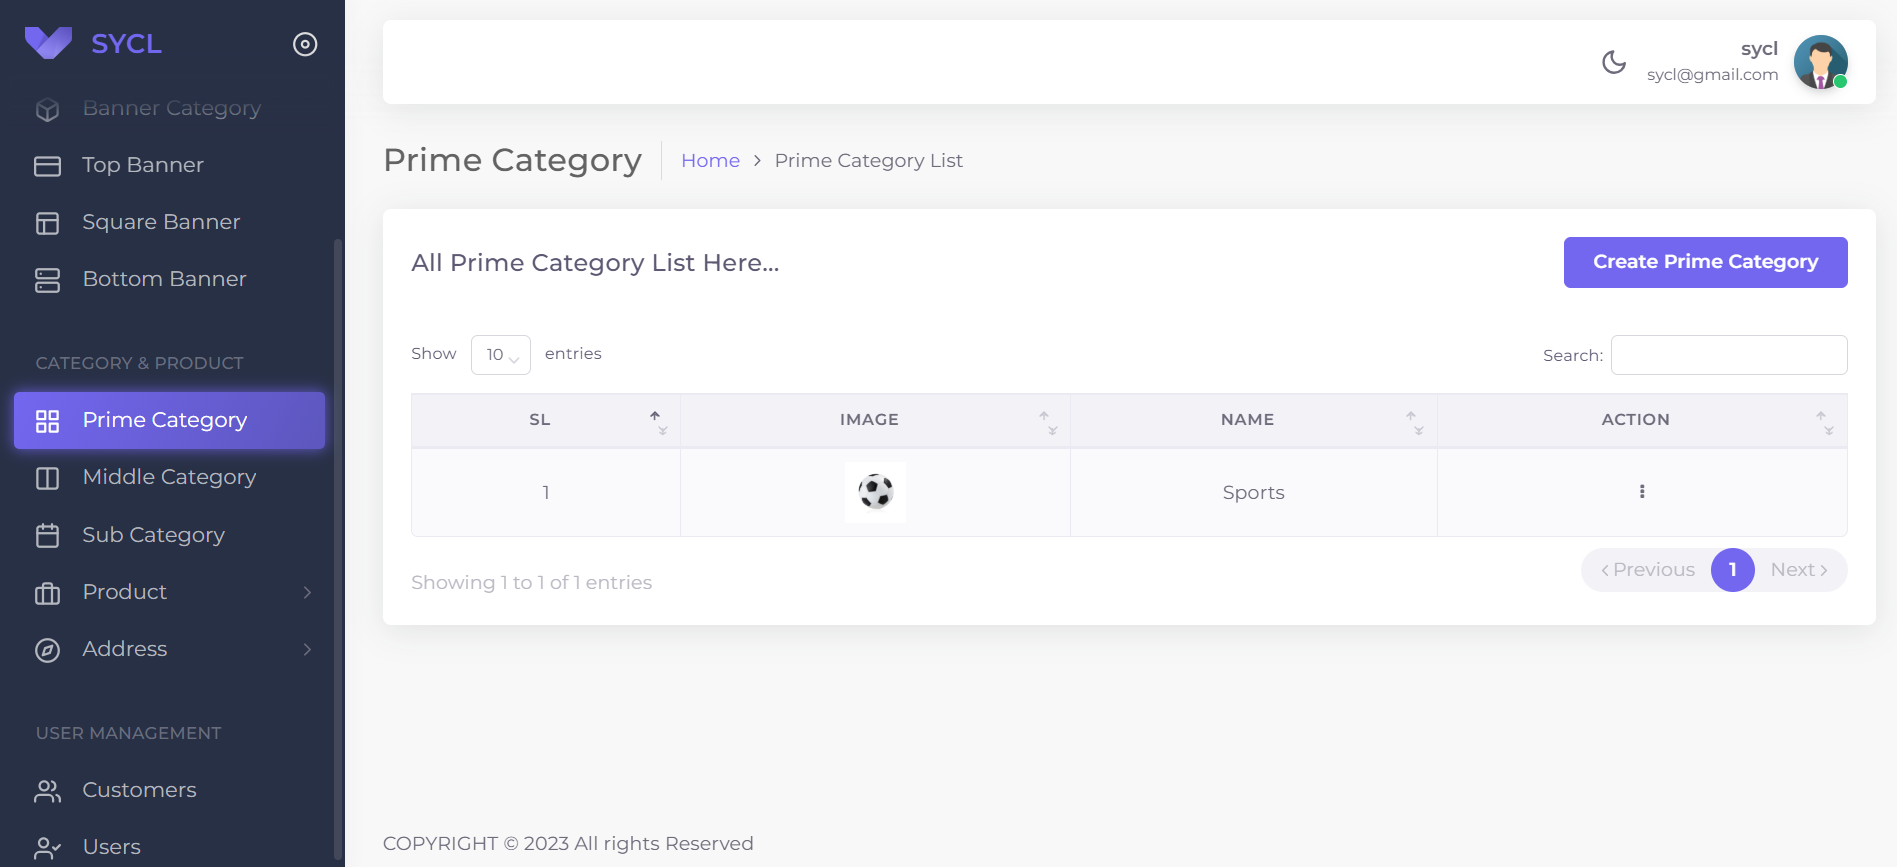 SYCL
Banner Category
Top Banner
Square Banner
Bottom Banner
CATEGORY & PRODUCT
Prime Category
Middle Category
Sub Category
Product
Address
USER MANAGEMENT
Customers
Users
sycl
sycl@gmail.com
Prime Category
Home > Prime Category List
All Prime Category List Here...
Create Prime Category
Show 10 entries
Search:
SL IMAGE NAME ACTION
1 Sports
Showing 1 to 1 of 1 entries
Previous 1 Next
COPYRIGHT © 2023 All rights Reserved